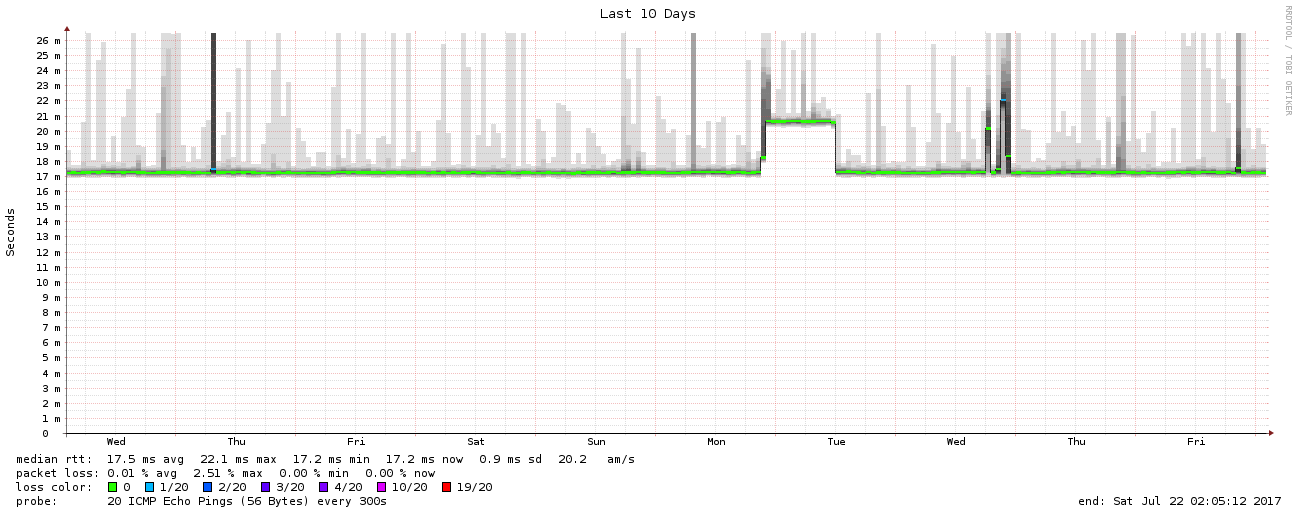 Last 10 Days
RRDTOOL / TOBI OETIKER
Seconds
26 m
25 m
24 m
23 m
22 m
21 m
20 m
19 m
18 m
17 m
16 m
15 m
14 m
13 m
12 m
11 m
10 m
9 m
8 m
7 m
6 m
5 m
4 m
3 m
2 m
1 m
0
Wed Thu Fri Sat Sun Mon Tue Wed Thu Fri
median rtt: 17.5 ms avg 22.1 ms max 17.2 ms min 17.2 ms now 0.9 ms sd 20.2 am/s
packet loss: 0.01 % avg 2.51 % max 0.00 % min 0.00 % now
loss color: 0 1/20 2/20 3/20 4/20 10/20 19/20
probe: 20 ICMP Echo Pings (56 Bytes) every 300s end: Sat Jul 22 02:05:12 2017